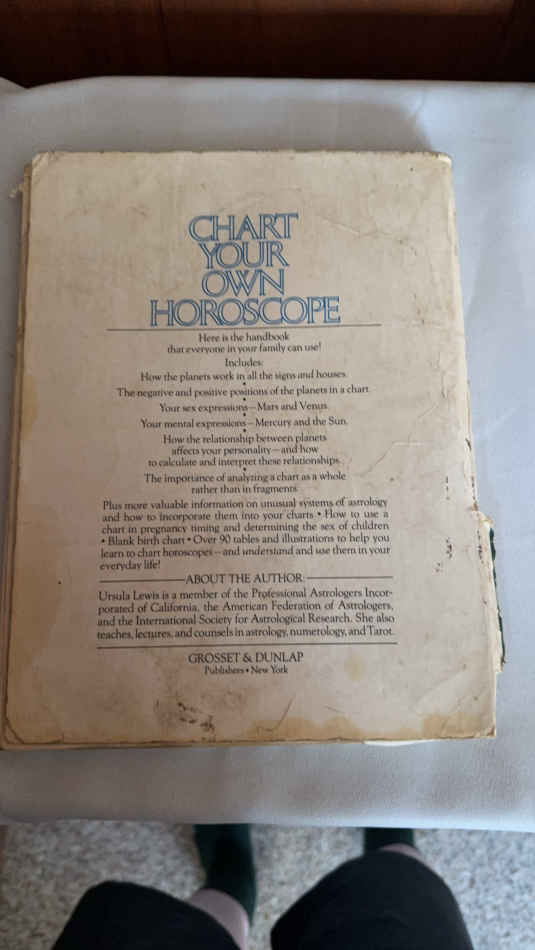 CHART
YOUR
OWN
HOROSCOPE
Here is the handbook
that everyone in your family can use!
Includes:
How the planets work in all the signs and houses.
•
The negative and positive positions of the planets in a chart.
•
Your sex expressions—Mars and Venus.
•
Your mental expressions—Mercury and the Sun.
•
How the relationship between planets
affects your personality—and how
to calculate and interpret these relationships.
•
The importance of analyzing a chart as a whole
rather than in fragments.
Plus more valuable information on unusual systems of astrology
and how to incorporate them into your charts • How to use a
chart in pregnancy timing and determining the sex of children
• Blank birth chart • Over 90 tables and illustrations to help you
learn to chart horoscopes—and understand and use them in your
everyday life!
ABOUT THE AUTHOR:
Ursula Lewis is a member of the Professional Astrologers Incor-
porated of California, the American Federation of Astrologers,
and the International Society for Astrological Research. She also
teaches, lectures, and counsels in astrology, numerology, and Tarot.
GROSSET & DUNLAP
Publishers • New York